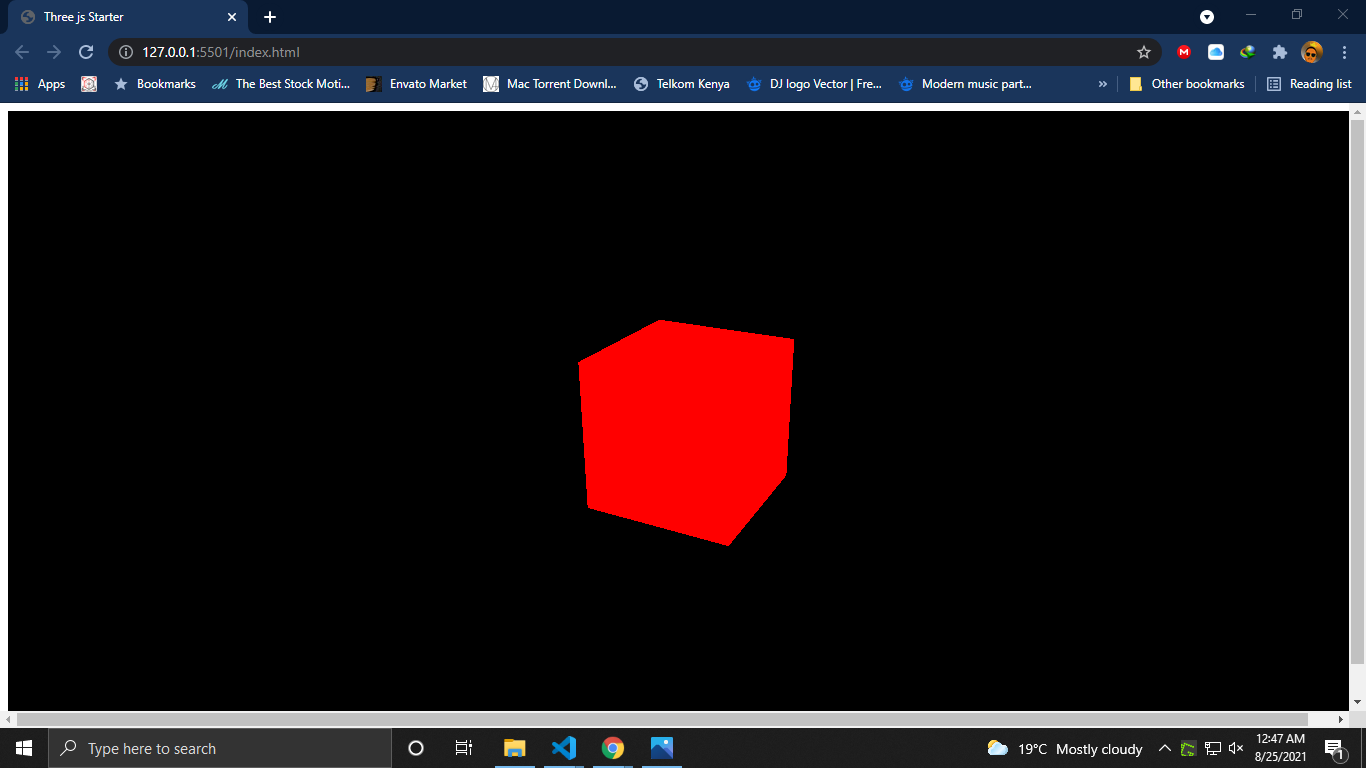 Three js Starter
127.0.0.1:5501/index.html
Apps Bookmarks The Best Stock Moti... Envato Market Mac Torrent Downl... Telkom Kenya DJ logo Vector | Fre... Modern music part... » Other bookmarks Reading list
Type here to search
19°C Mostly cloudy
12:47 AM
8/25/2021
1